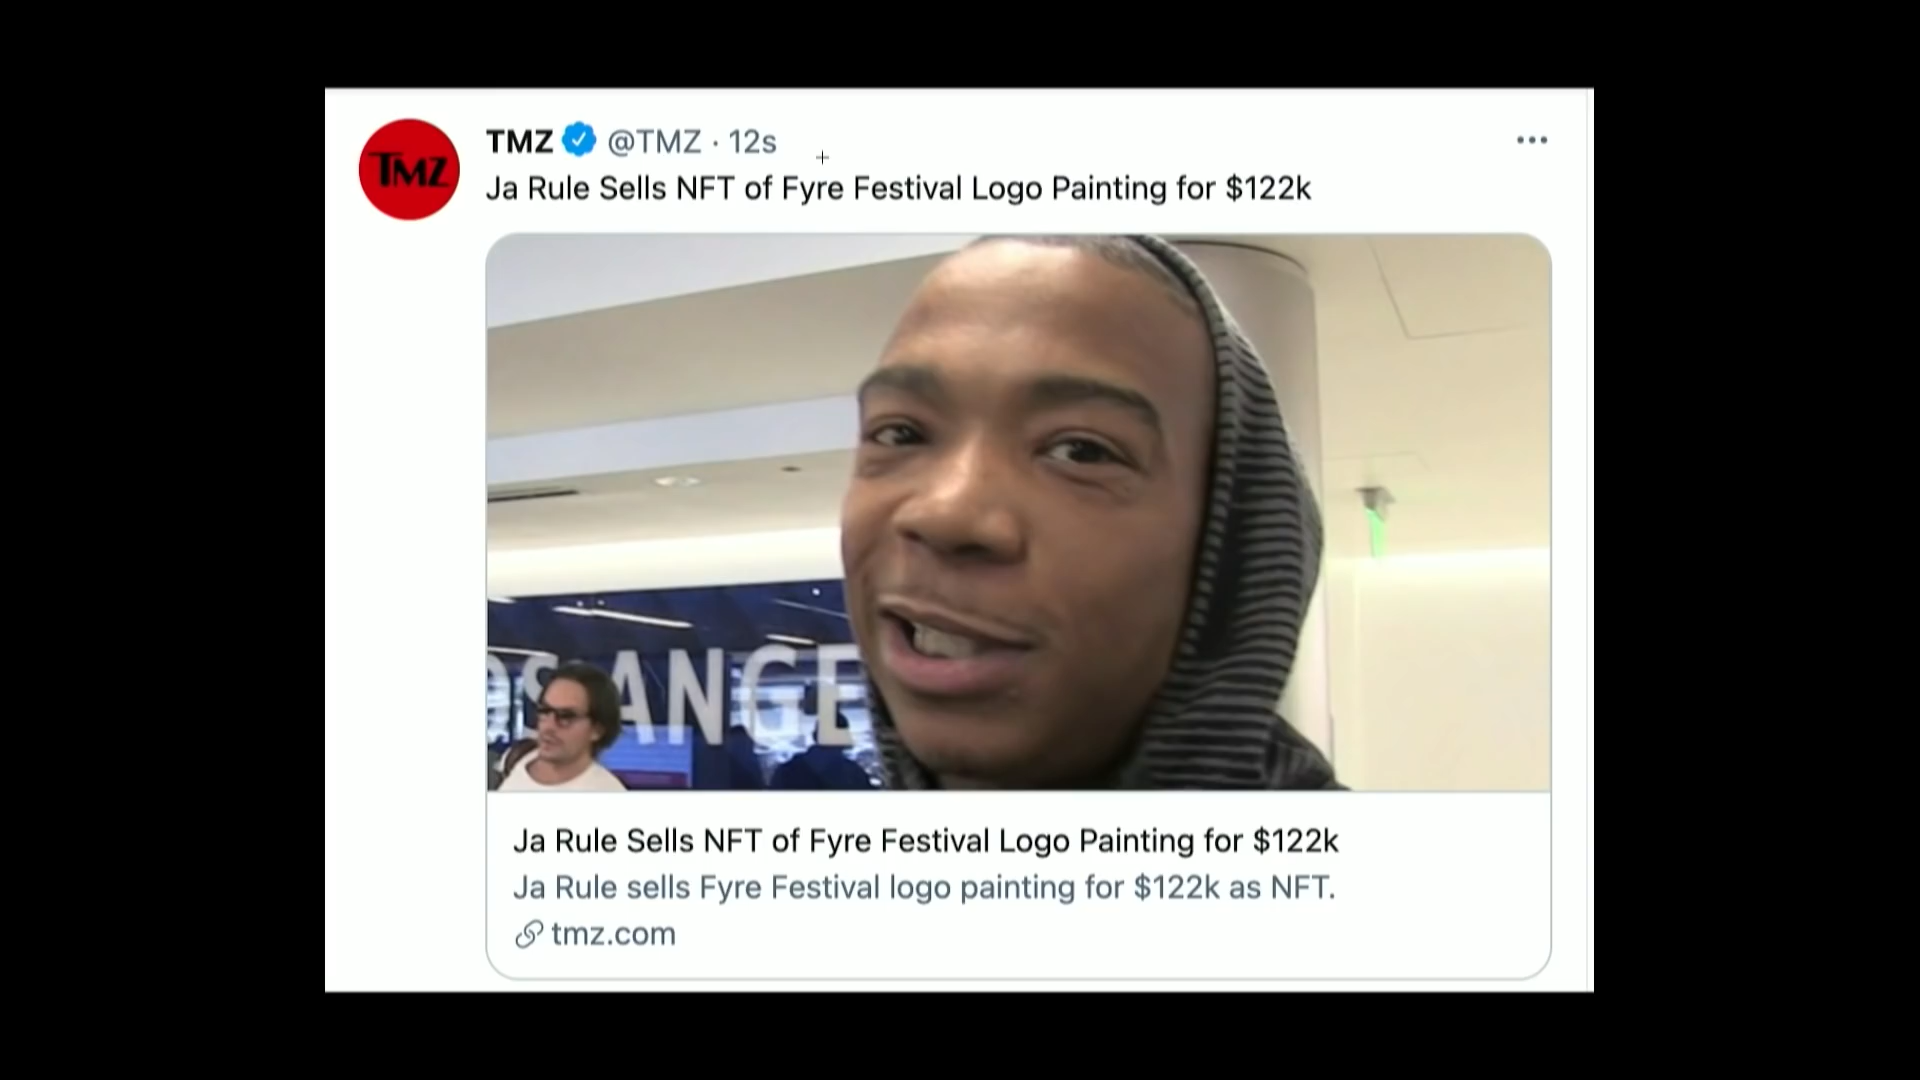 TMZ
TMZ @TMZ · 12s
Ja Rule Sells NFT of Fyre Festival Logo Painting for $122k
OS ANGE
Ja Rule Sells NFT of Fyre Festival Logo Painting for $122k
Ja Rule sells Fyre Festival logo painting for $122k as NFT.
tmz.com